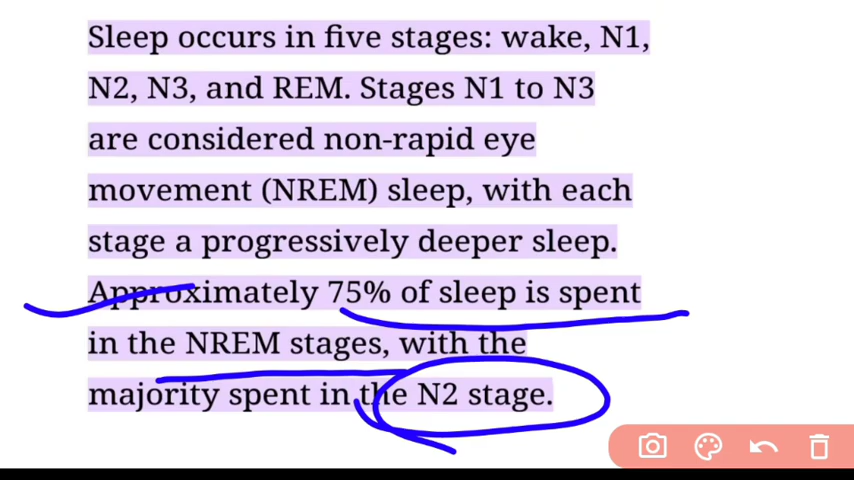 Sleep occurs in five stages: wake, N1,
N2, N3, and REM. Stages N1 to N3
are considered non-rapid eye
movement (NREM) sleep, with each
stage a progressively deeper sleep.
Approximately 75% of sleep is spent
in the NREM stages, with the
majority spent in the N2 stage.